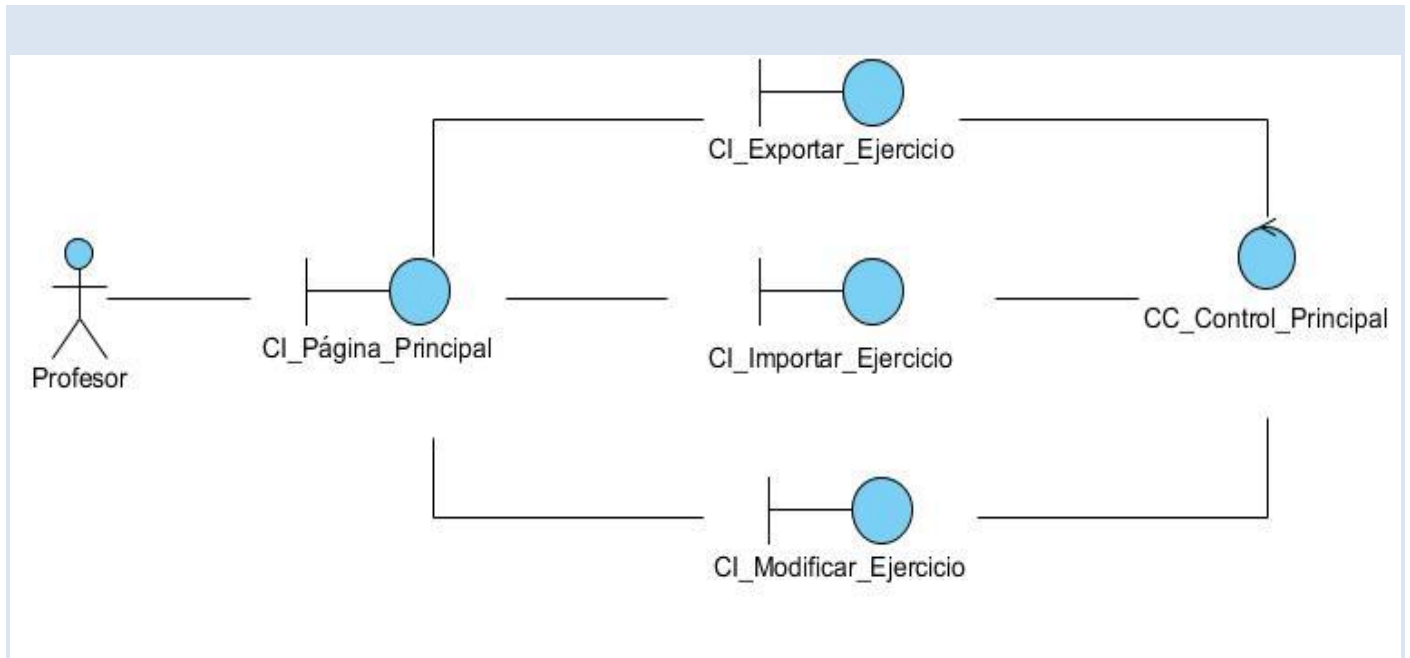 CI_Exportar_Ejercicio
Profesor
CI_Página_Principal
CI_Importar_Ejercicio
CC_Control_Principal
CI_Modificar_Ejercicio